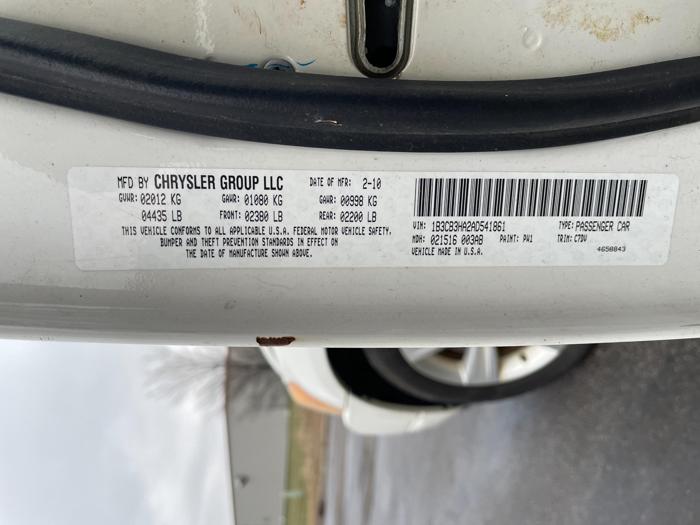 MFD BY CHRYSLER GROUP LLC DATE OF MFR: 2-10
GVWR: 02012 KG GAWR: 01080 KG GAWR: 00998 KG
04435 LB FRONT: 02380 LB REAR: 02200 LB
THIS VEHICLE CONFORMS TO ALL APPLICABLE U.S.A. FEDERAL MOTOR VEHICLE SAFETY,
BUMPER AND THEFT PREVENTION STANDARDS IN EFFECT ON
THE DATE OF MANUFACTURE SHOWN ABOVE.
VIN: 1B3CB3HA2AD541861 TYPE: PASSENGER CAR
MDH: 021516 003AB PAINT: PW1 TRIM: C7DV
VEHICLE MADE IN U.S.A. 4658843